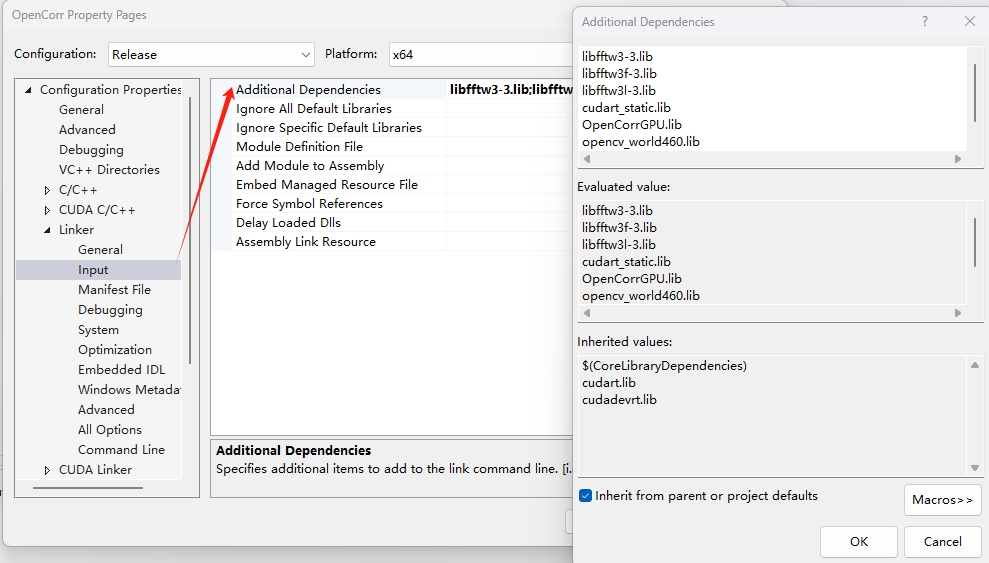 OpenCorr Property Pages
Configuration: Release Platform: x64
Configuration Properties
General
Advanced
Debugging
VC++ Directories
C/C++
CUDA C/C++
Linker
General
Input
Manifest File
Debugging
System
Optimization
Embedded IDL
Windows Metada
Advanced
All Options
Command Line
CUDA Linker
Additional Dependencies libfftw3-3.lib;libfftw
Ignore All Default Libraries
Ignore Specific Default Libraries
Module Definition File
Add Module to Assembly
Embed Managed Resource File
Force Symbol References
Delay Loaded Dlls
Assembly Link Resource
Additional Dependencies
Specifies additional items to add to the link command line. [i.
Additional Dependencies ?
libfftw3-3.lib
libfftw3f-3.lib
libfftw3l-3.lib
cudart_static.lib
OpenCorrGPU.lib
opencv_world460.lib
Evaluated value:
libfftw3-3.lib
libfftw3f-3.lib
libfftw3l-3.lib
cudart_static.lib
OpenCorrGPU.lib
opencv_world460.lib
Inherited values:
$(CoreLibraryDependencies)
cudart.lib
cudadevrt.lib
Inherit from parent or project defaults
Macros>>
OK Cancel